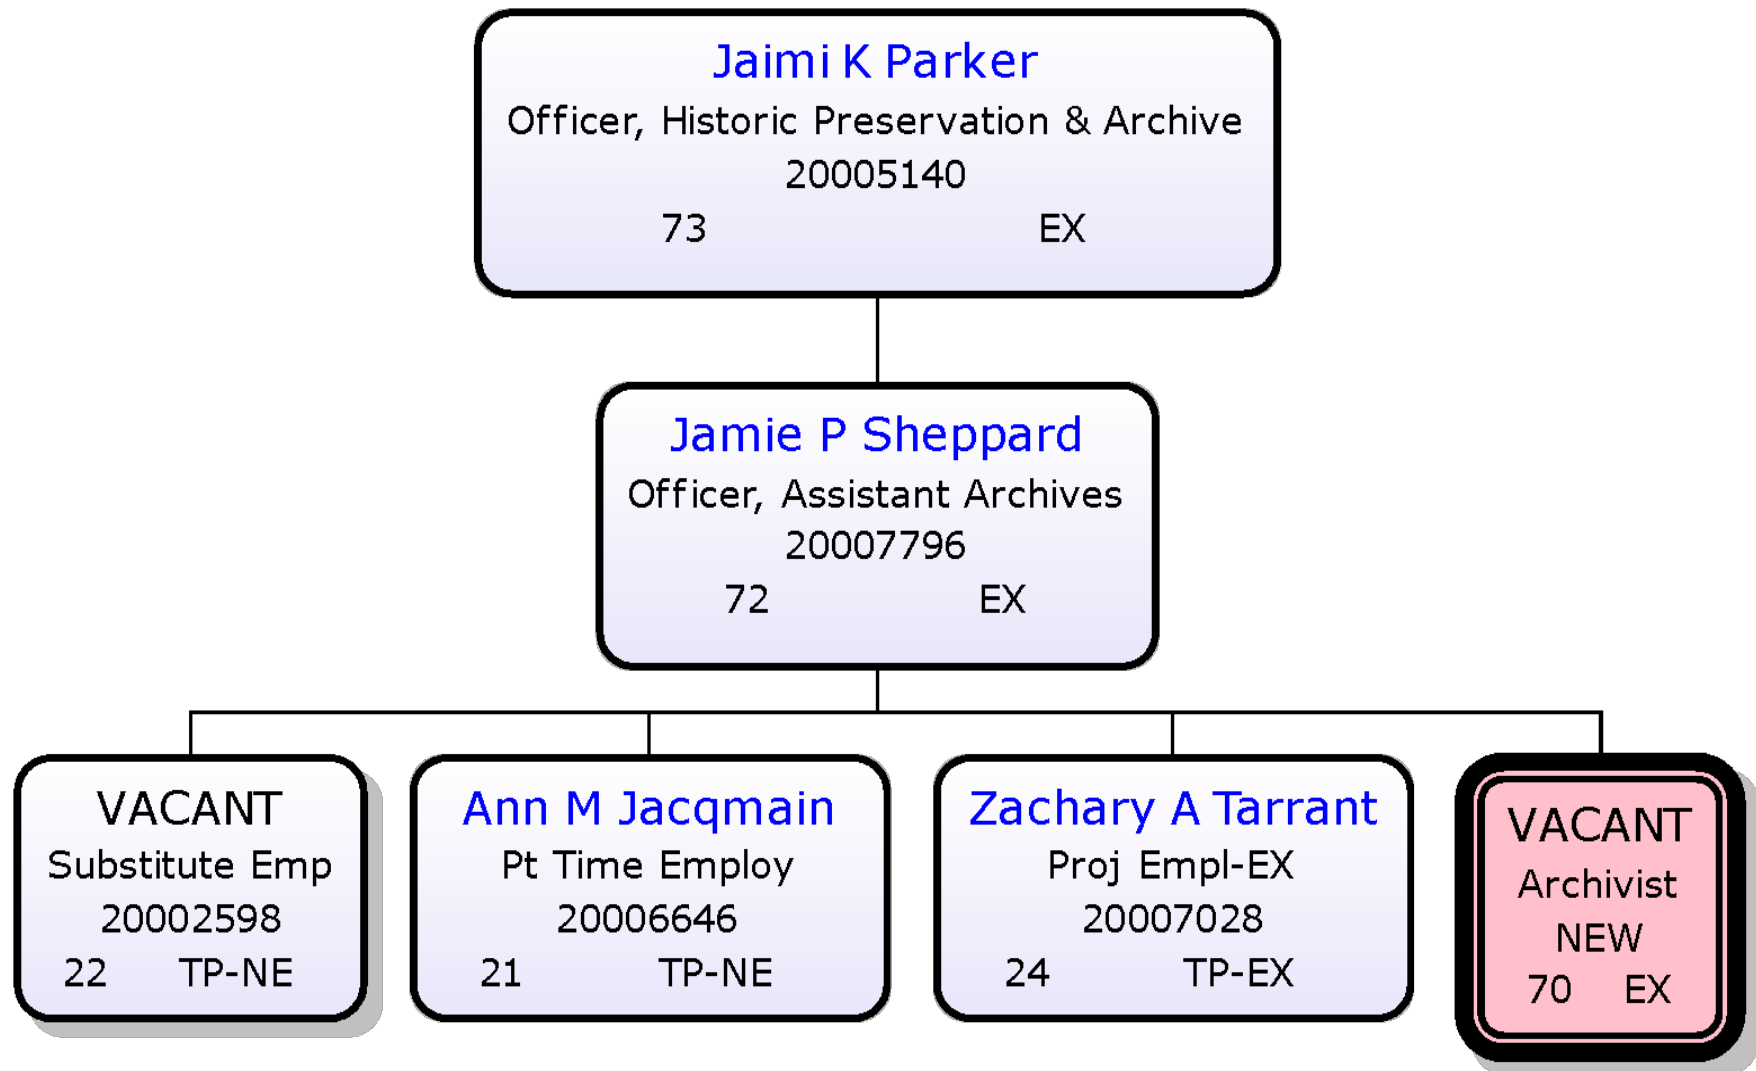 Jaimi K Parker
Officer, Historic Preservation & Archive
20005140
73 EX
Jamie P Sheppard
Officer, Assistant Archives
20007796
72 EX
VACANT
Substitute Emp
20002598
22 TP-NE
Ann M Jacqmain
Pt Time Employ
20006646
21 TP-NE
Zachary A Tarrant
Proj Empl-EX
20007028
24 TP-EX
VACANT
Archivist
NEW
70 EX